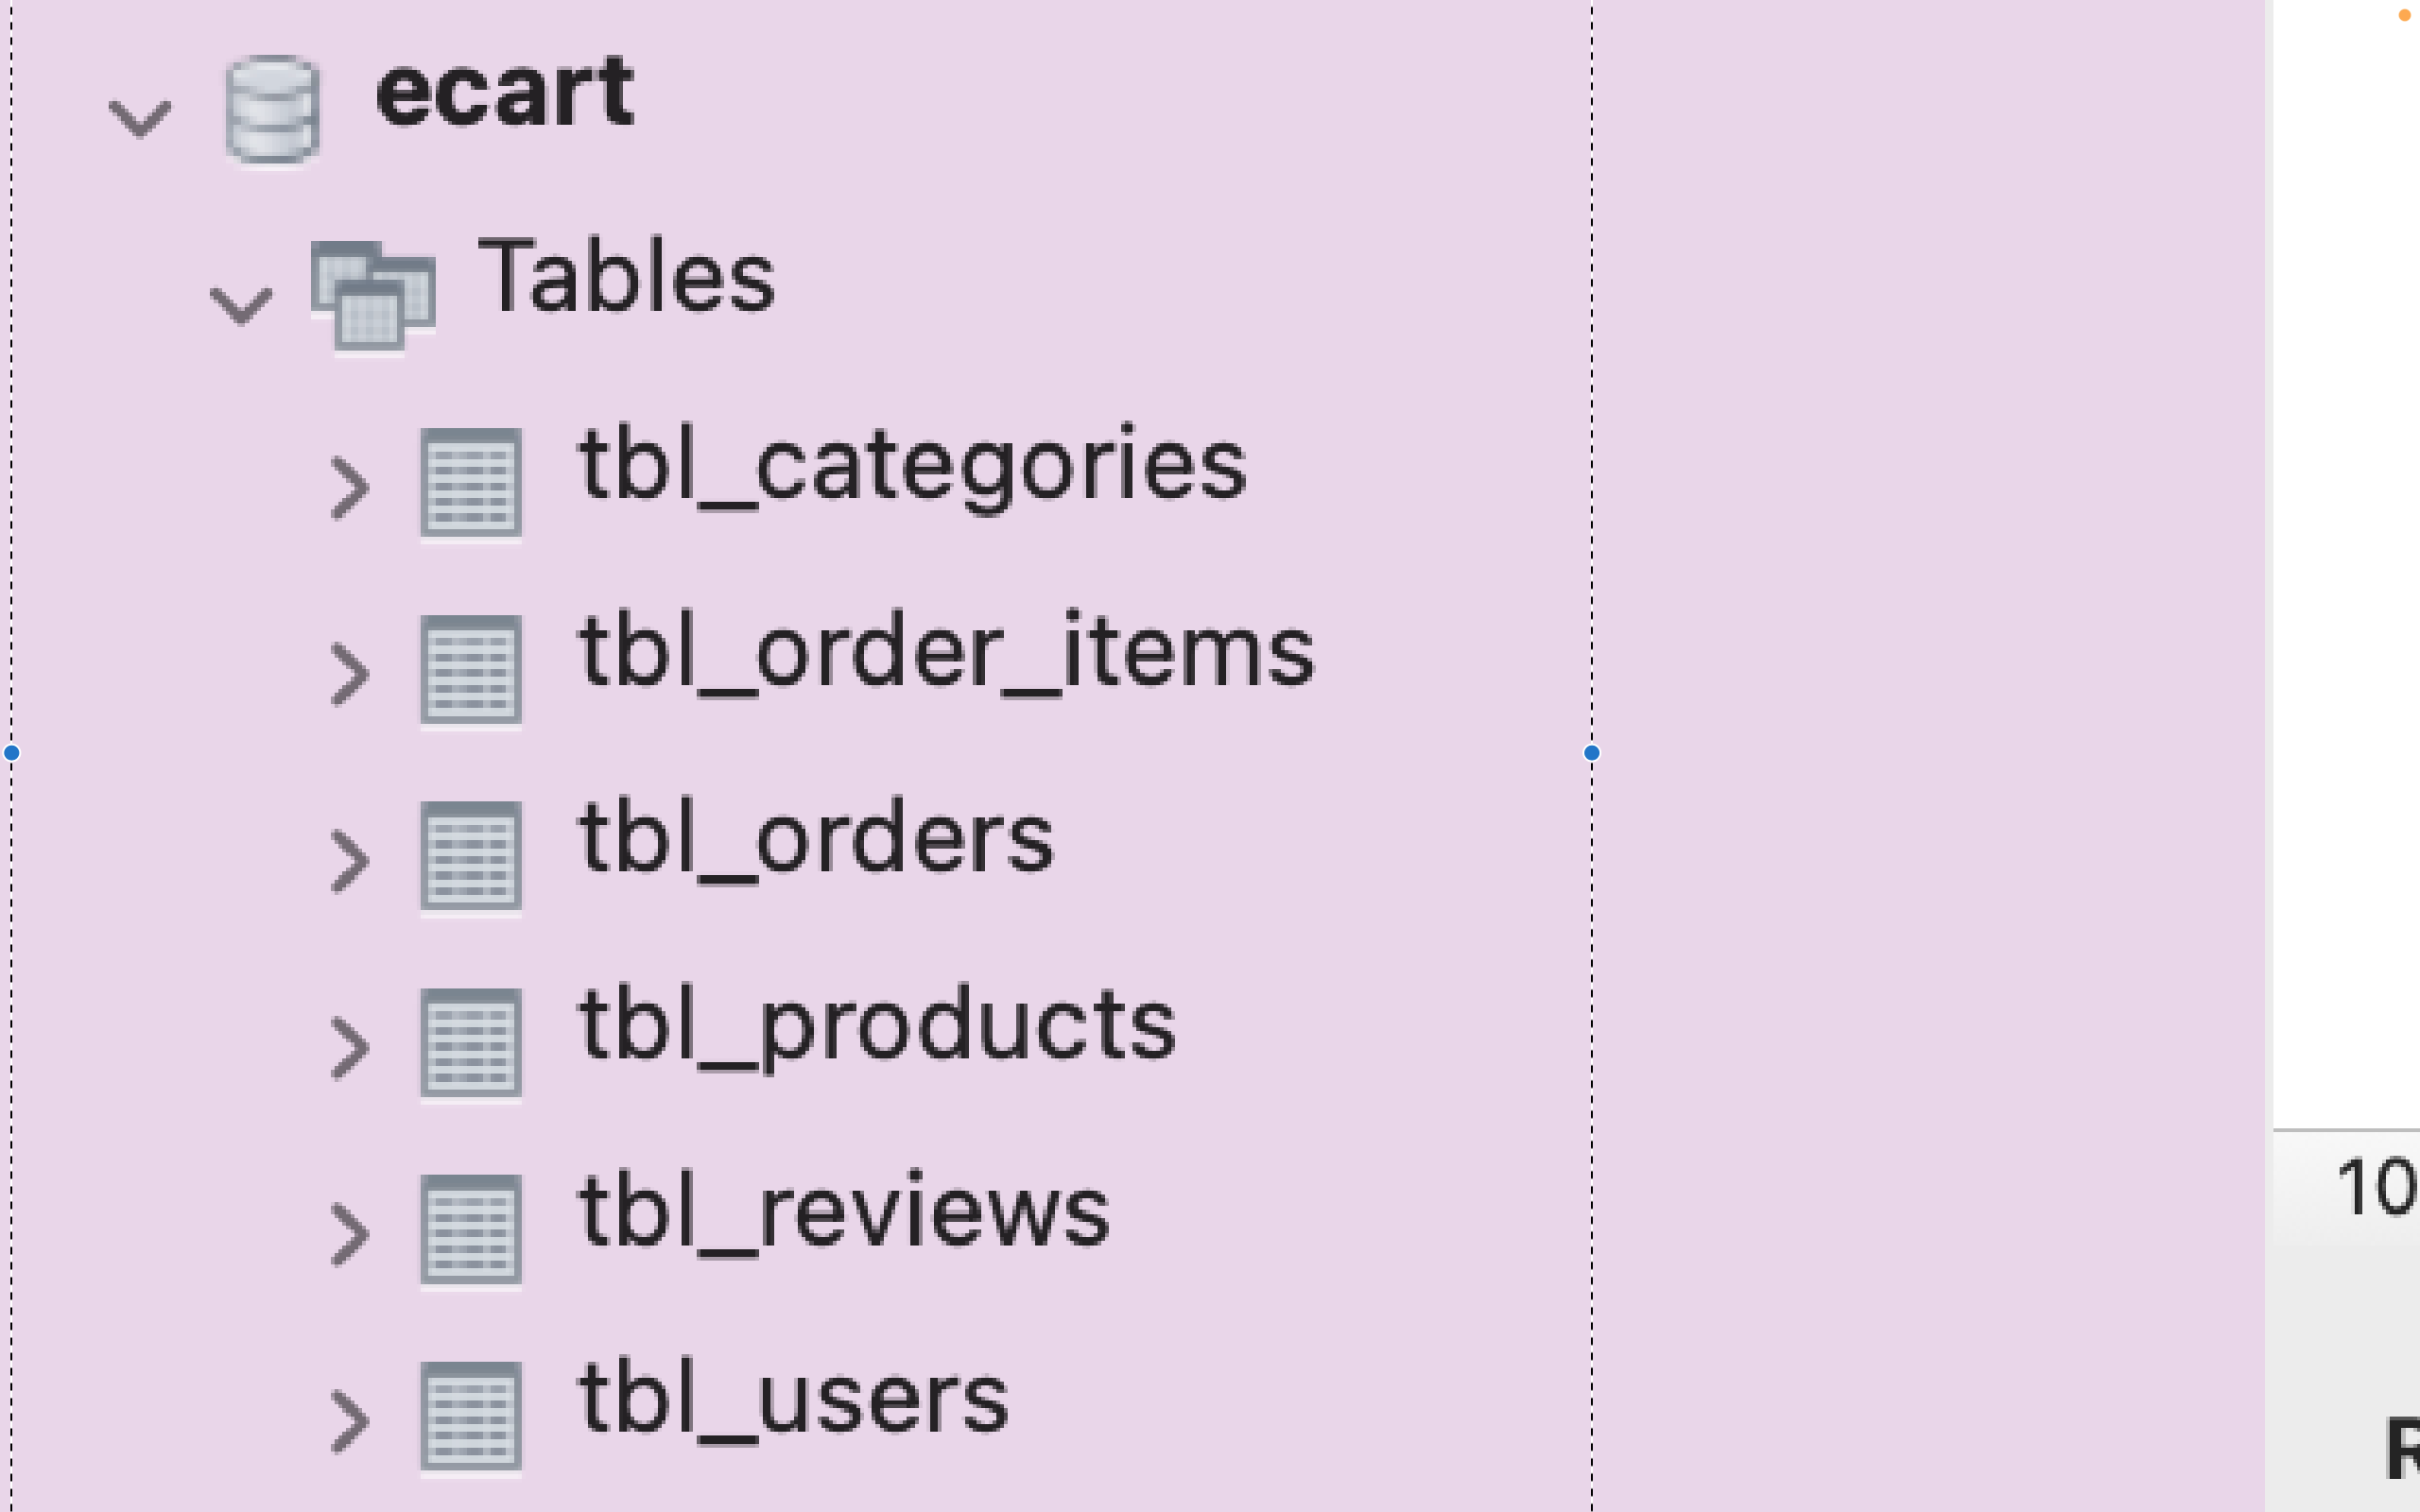 ecart
Tables
tbl_categories
tbl_order_items
tbl_orders
tbl_products
tbl_reviews
tbl_users
10
R